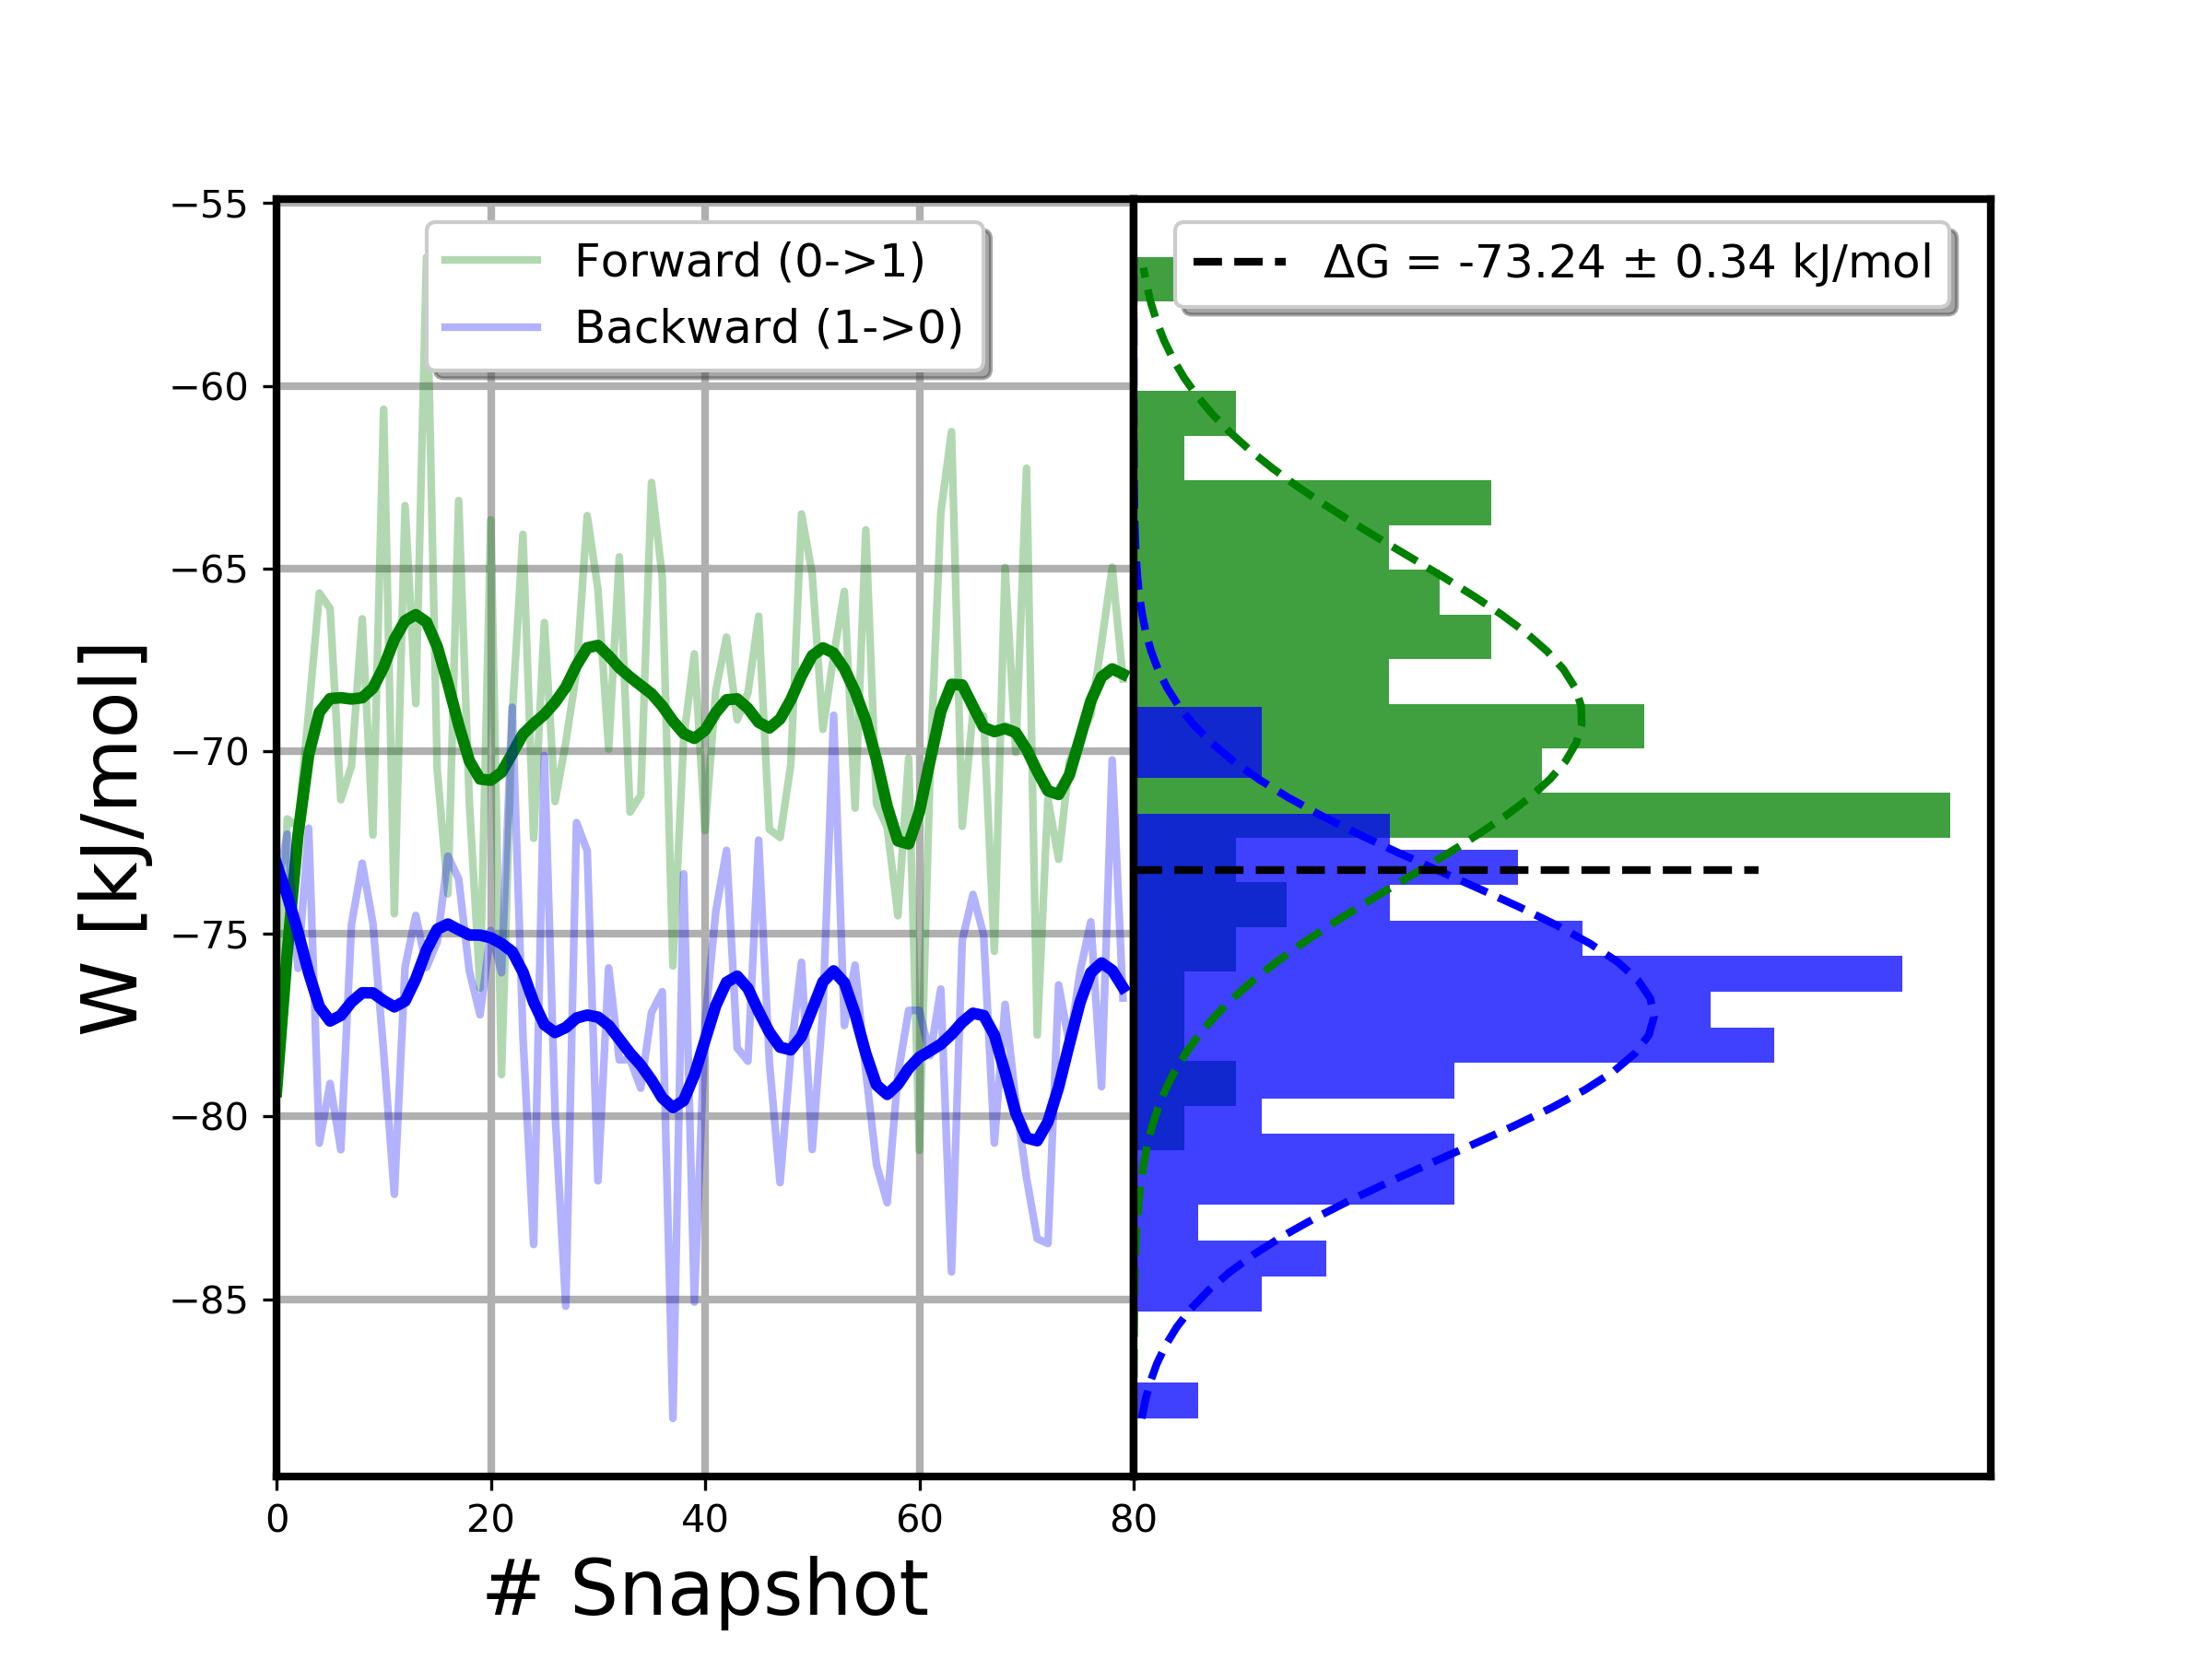 −55
−60
−65
−70
−75
−80
−85
W [kJ/mol]
Forward (0->1)
Backward (1->0)
ΔG = -73.24 ± 0.34 kJ/mol
0 20 40 60 80
# Snapshot